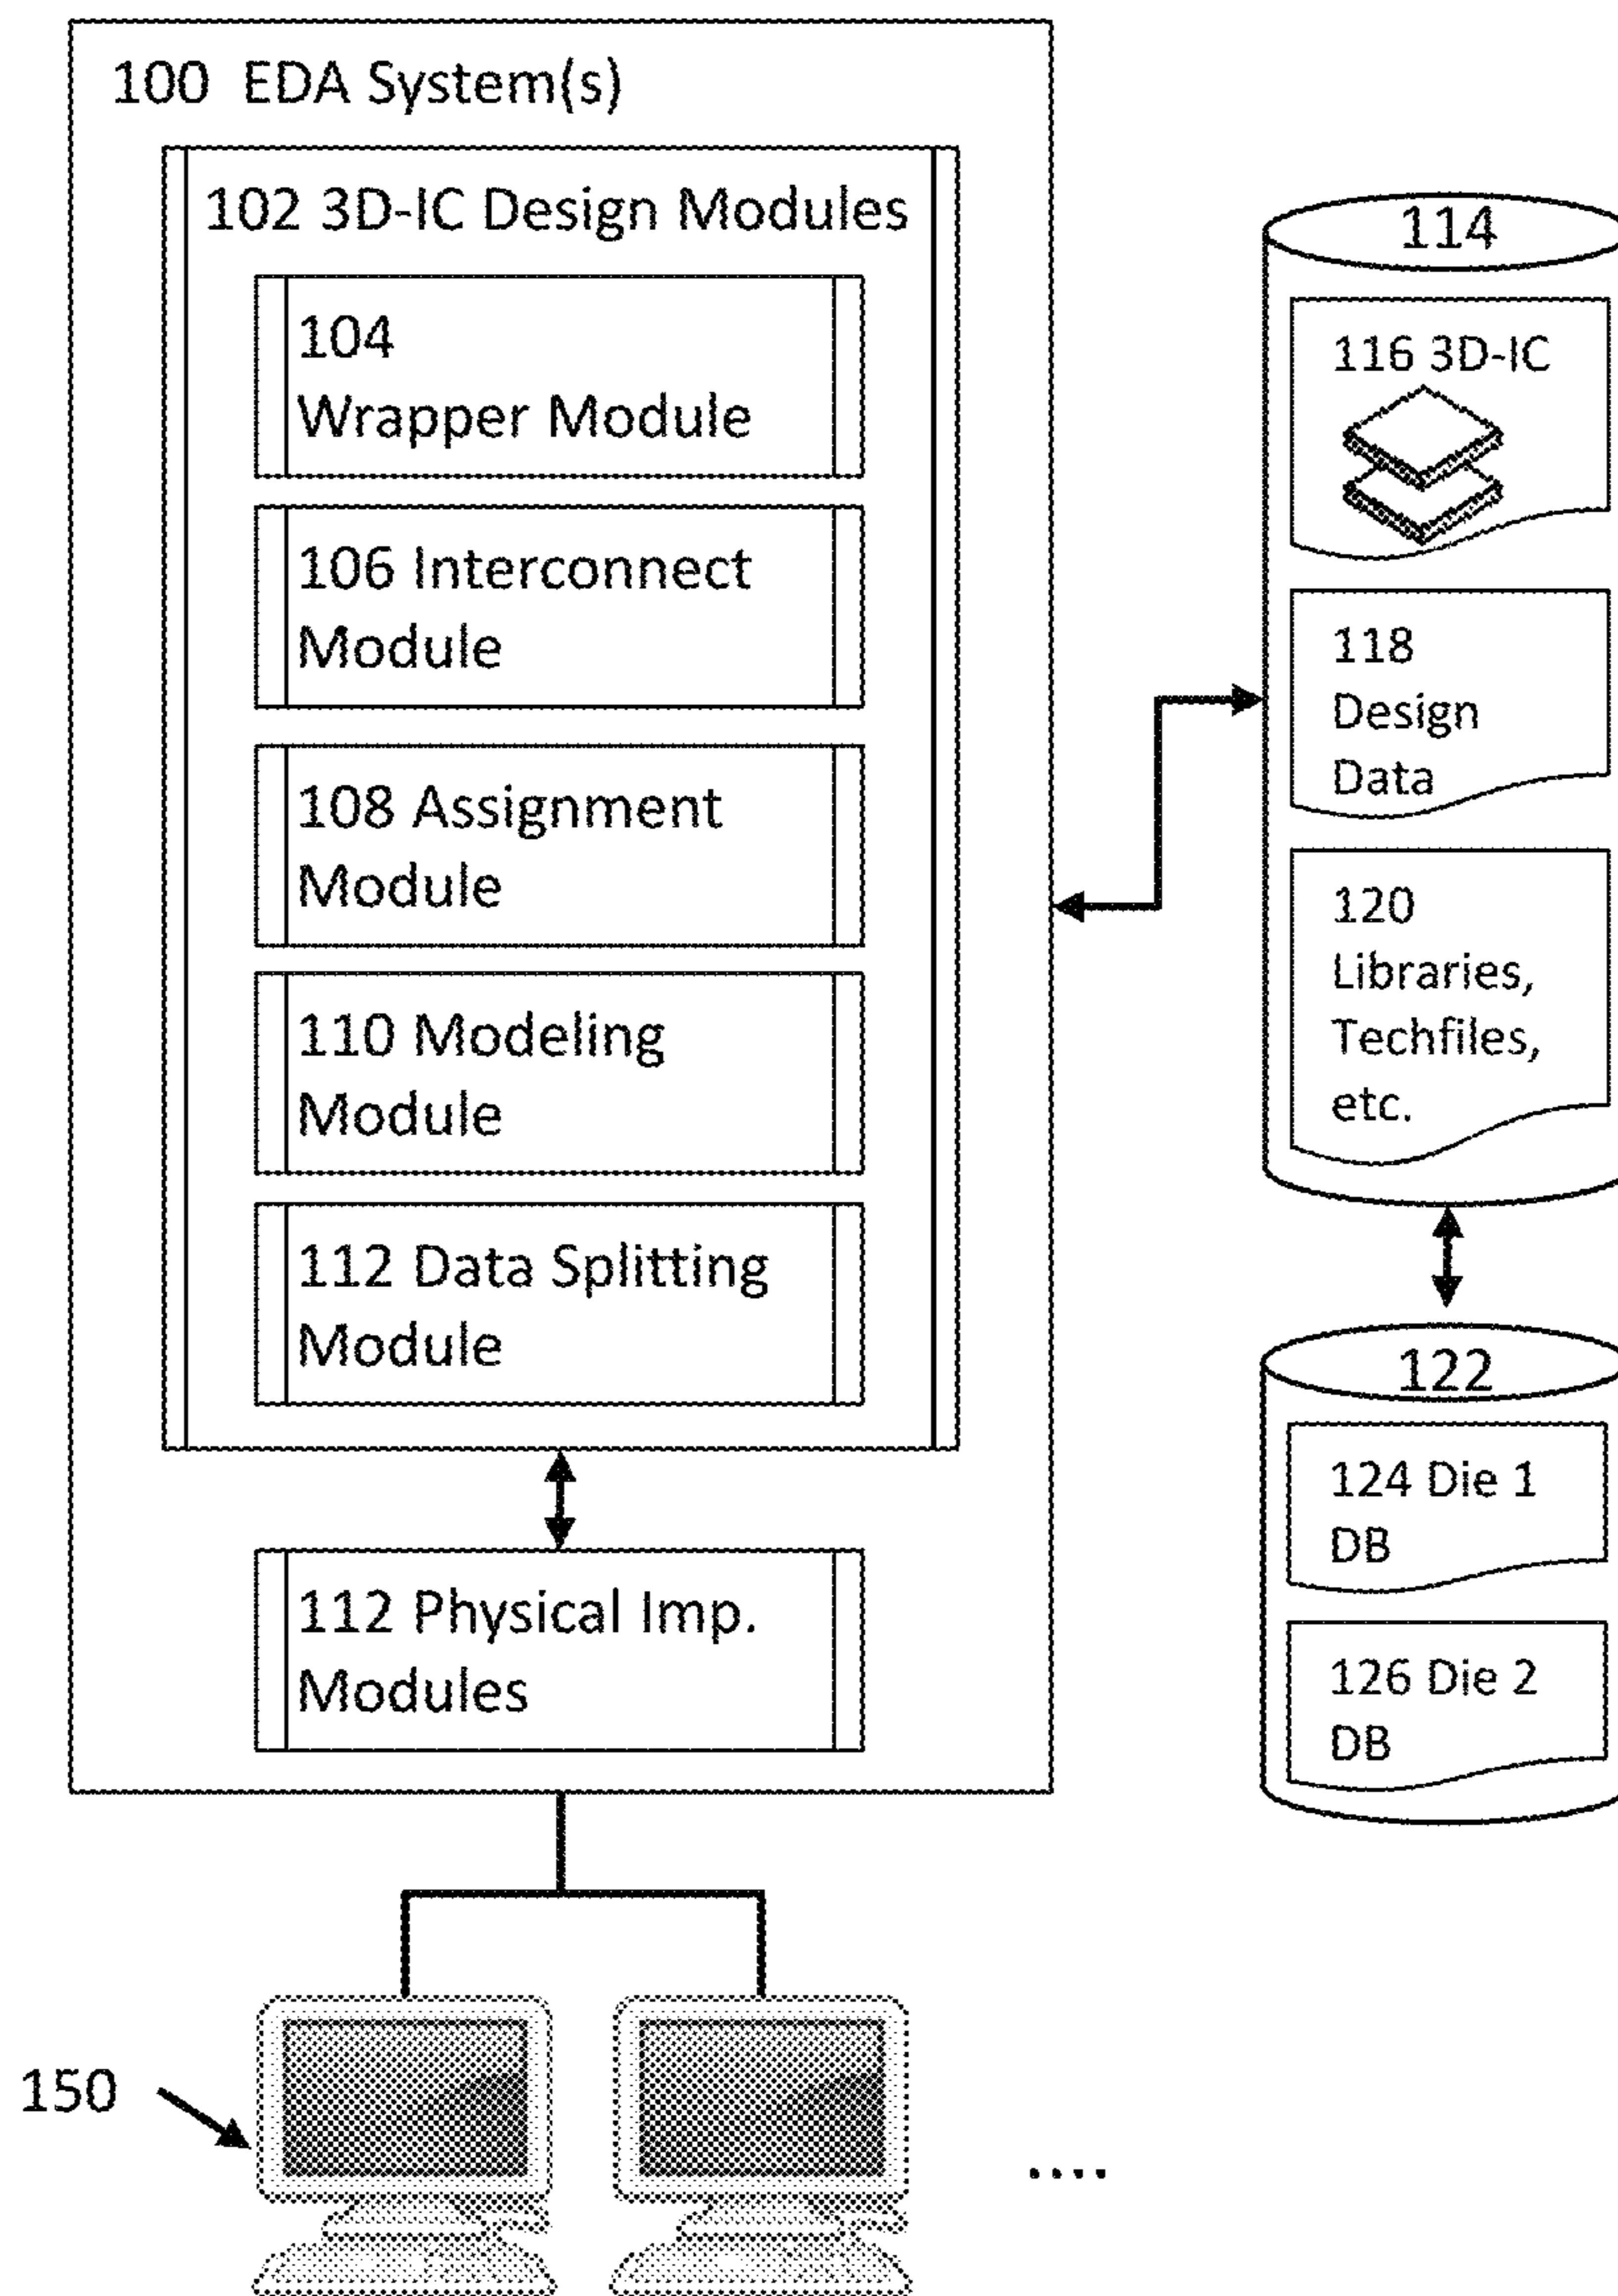 100 EDA System(s)
102 3D-IC Design Modules
104
Wrapper Module
106 Interconnect
Module
108 Assignment
Module
110 Modeling
Module
112 Data Splitting
Module
112 Physical Imp.
Modules
114
116 3D-IC
118
Design
Data
120
Libraries,
Techfiles,
etc.
122
124 Die 1
DB
126 Die 2
DB
150
....